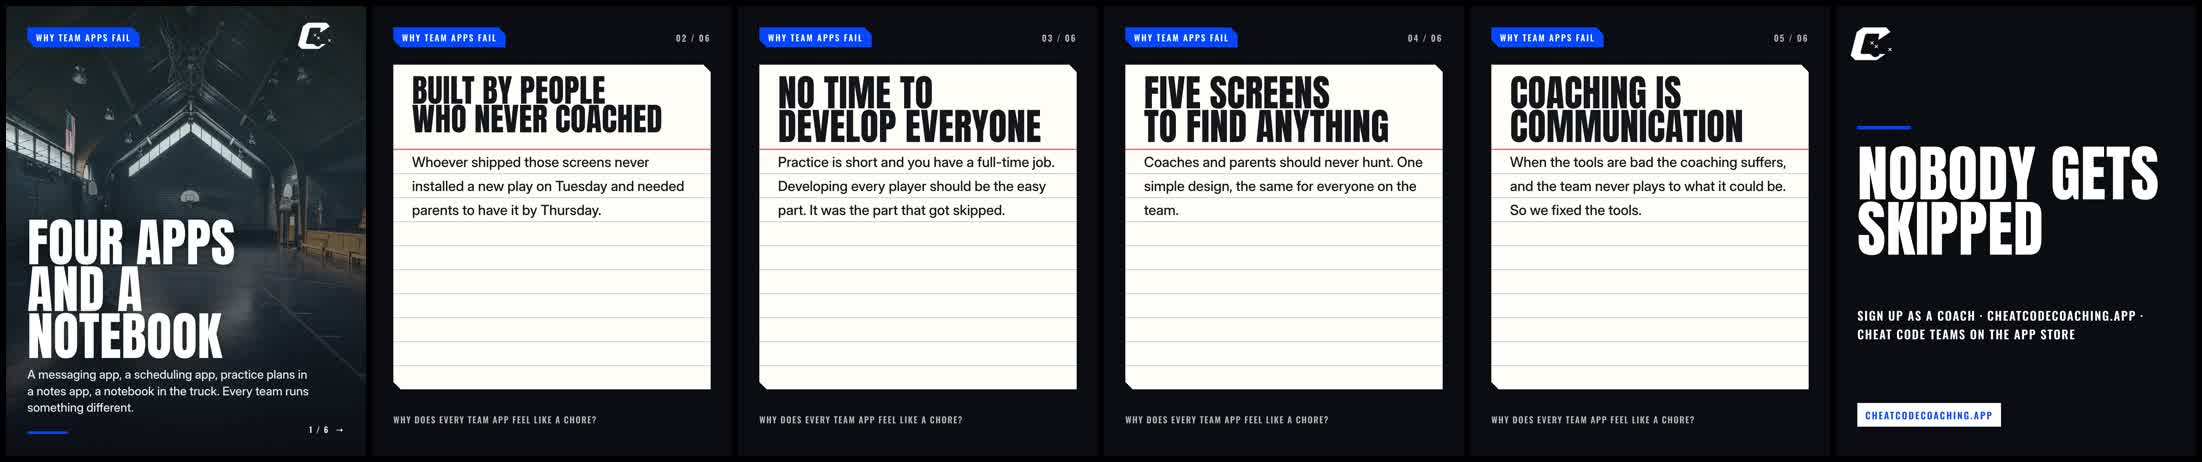 WHY TEAM APPS FAIL
FOUR APPS
AND A
NOTEBOOK
A messaging app, a scheduling app, practice plans in
a notes app, a notebook in the truck. Every team runs
something different.
1 / 6 →
WHY TEAM APPS FAIL
02 / 06
BUILT BY PEOPLE
WHO NEVER COACHED
Whoever shipped those screens never
installed a new play on Tuesday and needed
parents to have it by Thursday.
WHY DOES EVERY TEAM APP FEEL LIKE A CHORE?
WHY TEAM APPS FAIL
03 / 06
NO TIME TO
DEVELOP EVERYONE
Practice is short and you have a full-time job.
Developing every player should be the easy
part. It was the part that got skipped.
WHY DOES EVERY TEAM APP FEEL LIKE A CHORE?
WHY TEAM APPS FAIL
04 / 06
FIVE SCREENS
TO FIND ANYTHING
Coaches and parents should never hunt. One
simple design, the same for everyone on the
team.
WHY DOES EVERY TEAM APP FEEL LIKE A CHORE?
WHY TEAM APPS FAIL
05 / 06
COACHING IS
COMMUNICATION
When the tools are bad the coaching suffers,
and the team never plays to what it could be.
So we fixed the tools.
WHY DOES EVERY TEAM APP FEEL LIKE A CHORE?
NOBODY GETS
SKIPPED
SIGN UP AS A COACH · CHEATCODECOACHING.APP ·
CHEAT CODE TEAMS ON THE APP STORE
CHEATCODECOACHING.APP